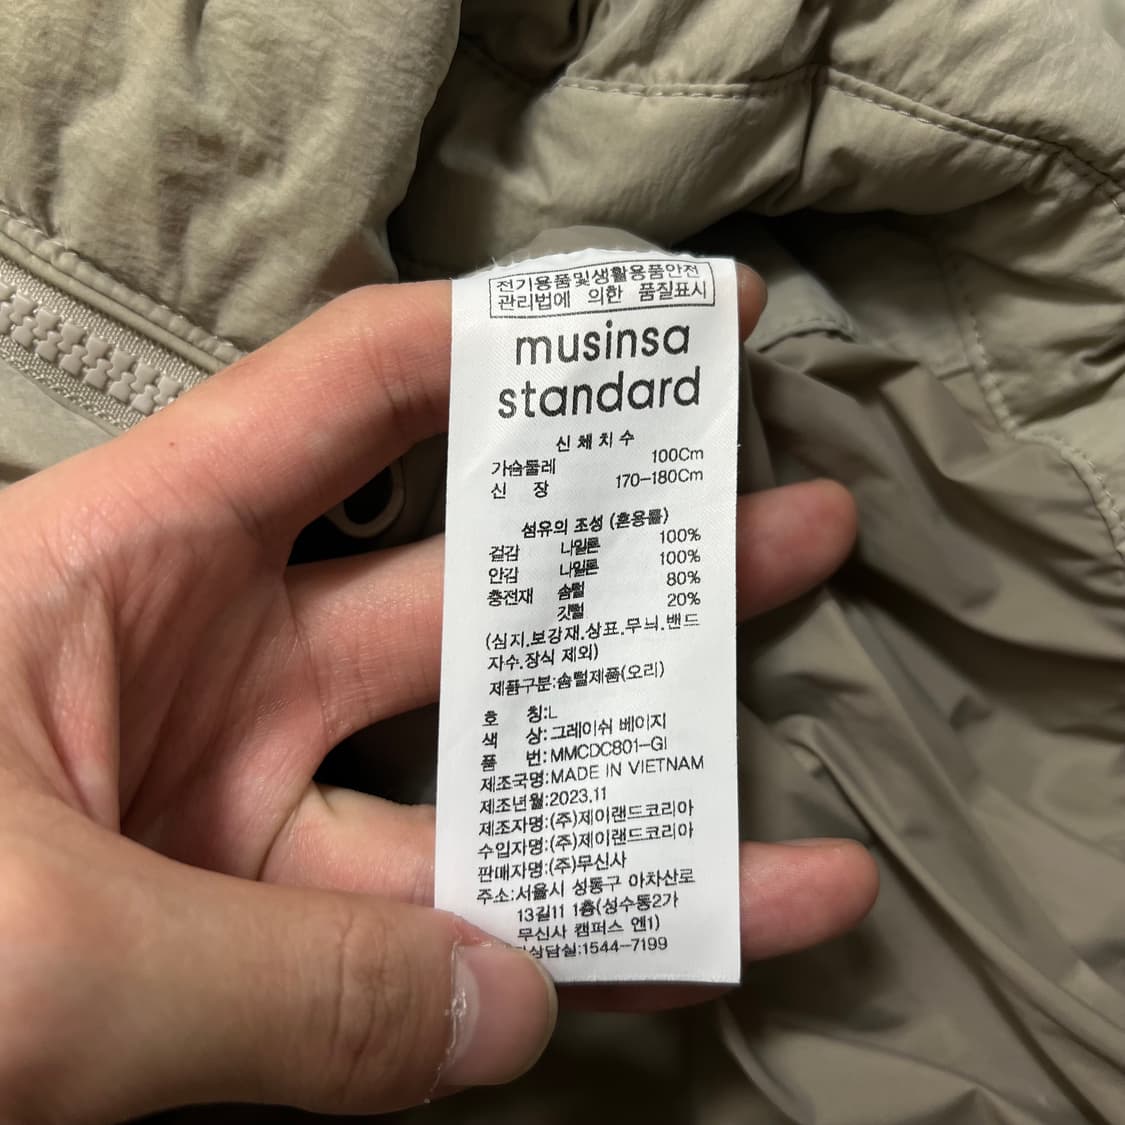 전기용품및생활용품안전
관리법에 의한 품질표시
musinsa
standard
신체치수
가슴둘레 100Cm
신 장 170-180Cm
섬유의 조성 (혼용률)
겉감 나일론 100%
안감 나일론 100%
충전재 솜털 80%
깃털 20%
(심지.보강재.상표.무늬.밴드
자수.장식 제외)
제품구분:솜털제품(오리)
호 칭:L
색 상:그레이쉬 베이지
품 번:MMCDC801-GI
제조국명:MADE IN VIETNAM
제조년월:2023.11
제조자명:(주)제이랜드코리아
수입자명:(주)제이랜드코리아
판매자명:(주)무신사
주소:서울시 성동구 아차산로
13길11 1층(성수동2가
무신사 캠퍼스 엔1)
상담실:1544-7199